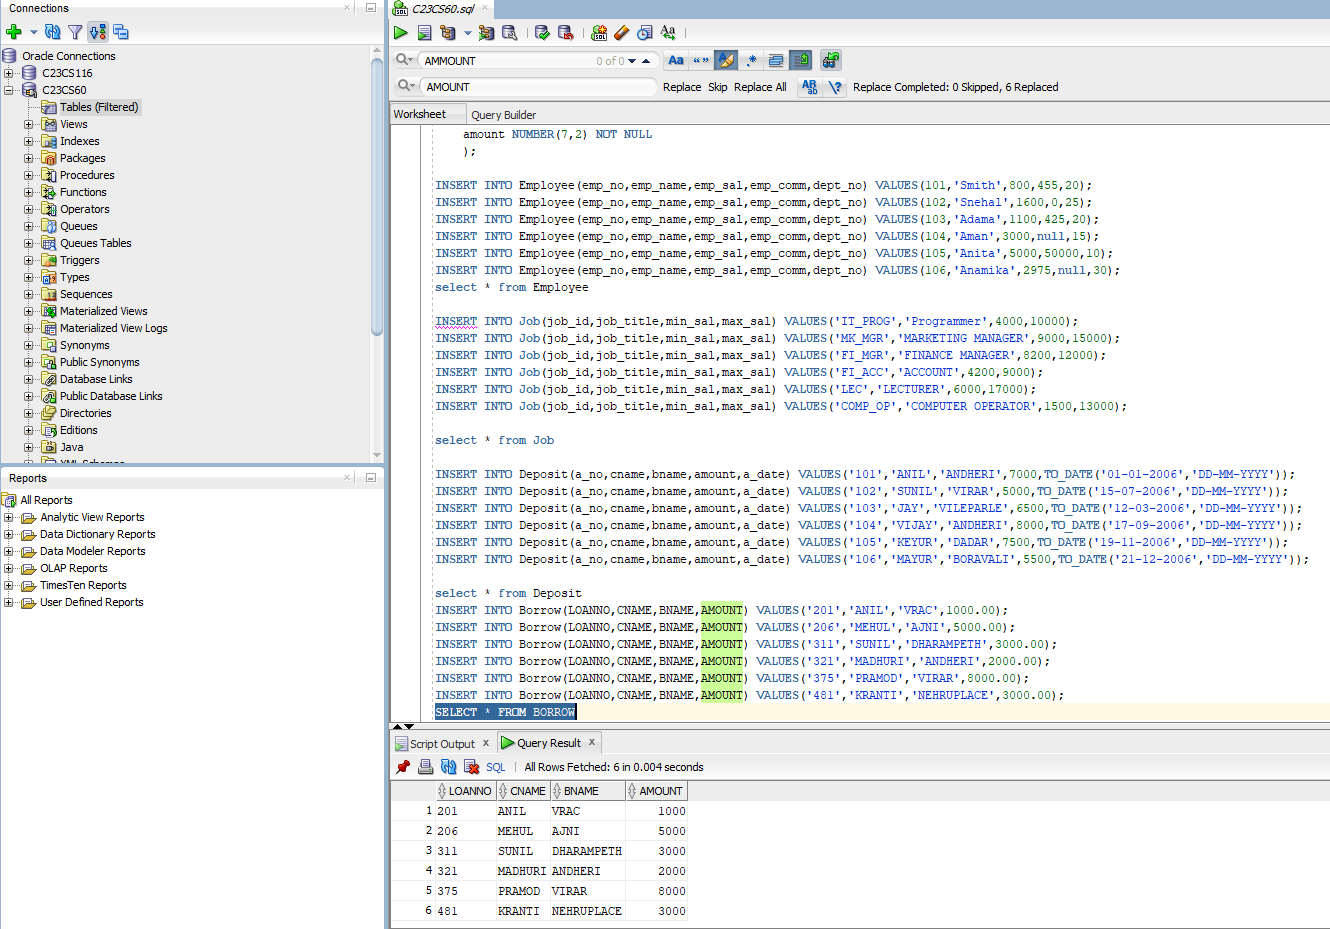 Connections
Oracle Connections
C23CS116
C23CS60
Tables (Filtered)
Views
Indexes
Packages
Procedures
Functions
Operators
Queues
Queues Tables
Triggers
Types
Sequences
Materialized Views
Materialized View Logs
Synonyms
Public Synonyms
Database Links
Public Database Links
Directories
Editions
Java
Reports
All Reports
Analytic View Reports
Data Dictionary Reports
Data Modeler Reports
OLAP Reports
TimesTen Reports
User Defined Reports
C23CS60.sql
AMMOUNT 0 of 0
AMOUNT Replace Skip Replace All Replace Completed: 0 Skipped, 6 Replaced
Worksheet Query Builder
amount NUMBER(7,2) NOT NULL
);
INSERT INTO Employee(emp_no,emp_name,emp_sal,emp_comm,dept_no) VALUES(101,'Smith',800,455,20);
INSERT INTO Employee(emp_no,emp_name,emp_sal,emp_comm,dept_no) VALUES(102,'Snehal',1600,0,25);
INSERT INTO Employee(emp_no,emp_name,emp_sal,emp_comm,dept_no) VALUES(103,'Adama',1100,425,20);
INSERT INTO Employee(emp_no,emp_name,emp_sal,emp_comm,dept_no) VALUES(104,'Aman',3000,null,15);
INSERT INTO Employee(emp_no,emp_name,emp_sal,emp_comm,dept_no) VALUES(105,'Anita',5000,50000,10);
INSERT INTO Employee(emp_no,emp_name,emp_sal,emp_comm,dept_no) VALUES(106,'Anamika',2975,null,30);
select * from Employee
INSERT INTO Job(job_id,job_title,min_sal,max_sal) VALUES('IT_PROG','Programmer',4000,10000);
INSERT INTO Job(job_id,job_title,min_sal,max_sal) VALUES('MK_MGR','MARKETING MANAGER',9000,15000);
INSERT INTO Job(job_id,job_title,min_sal,max_sal) VALUES('FI_MGR','FINANCE MANAGER',8200,12000);
INSERT INTO Job(job_id,job_title,min_sal,max_sal) VALUES('FI_ACC','ACCOUNT',4200,9000);
INSERT INTO Job(job_id,job_title,min_sal,max_sal) VALUES('LEC','LECTURER',6000,17000);
INSERT INTO Job(job_id,job_title,min_sal,max_sal) VALUES('COMP_OP','COMPUTER OPERATOR',1500,13000);
select * from Job
INSERT INTO Deposit(a_no,cname,bname,amount,a_date) VALUES('101','ANIL','ANDHERI',7000,TO_DATE('01-01-2006','DD-MM-YYYY'));
INSERT INTO Deposit(a_no,cname,bname,amount,a_date) VALUES('102','SUNIL','VIRAR',5000,TO_DATE('15-07-2006','DD-MM-YYYY'));
INSERT INTO Deposit(a_no,cname,bname,amount,a_date) VALUES('103','JAY','VILEPARLE',6500,TO_DATE('12-03-2006','DD-MM-YYYY'));
INSERT INTO Deposit(a_no,cname,bname,amount,a_date) VALUES('104','VIJAY','ANDHERI',8000,TO_DATE('17-09-2006','DD-MM-YYYY'));
INSERT INTO Deposit(a_no,cname,bname,amount,a_date) VALUES('105','KEYUR','DADAR',7500,TO_DATE('19-11-2006','DD-MM-YYYY'));
INSERT INTO Deposit(a_no,cname,bname,amount,a_date) VALUES('106','MAYUR','BORAVALI',5500,TO_DATE('21-12-2006','DD-MM-YYYY'));
select * from Deposit
INSERT INTO Borrow(LOANNO,CNAME,BNAME,AMOUNT) VALUES('201','ANIL','VRAC',1000.00);
INSERT INTO Borrow(LOANNO,CNAME,BNAME,AMOUNT) VALUES('206','MEHUL','AJNI',5000.00);
INSERT INTO Borrow(LOANNO,CNAME,BNAME,AMOUNT) VALUES('311','SUNIL','DHARAMPETH',3000.00);
INSERT INTO Borrow(LOANNO,CNAME,BNAME,AMOUNT) VALUES('321','MADHURI','ANDHERI',2000.00);
INSERT INTO Borrow(LOANNO,CNAME,BNAME,AMOUNT) VALUES('375','PRAMOD','VIRAR',8000.00);
INSERT INTO Borrow(LOANNO,CNAME,BNAME,AMOUNT) VALUES('481','KRANTI','NEHRUPLACE',3000.00);
SELECT * FROM BORROW
Script Output Query Result
SQL All Rows Fetched: 6 in 0.004 seconds
LOANNO CNAME BNAME AMOUNT
1 201 ANIL VRAC 1000
2 206 MEHUL AJNI 5000
3 311 SUNIL DHARAMPETH 3000
4 321 MADHURI ANDHERI 2000
5 375 PRAMOD VIRAR 8000
6 481 KRANTI NEHRUPLACE 3000